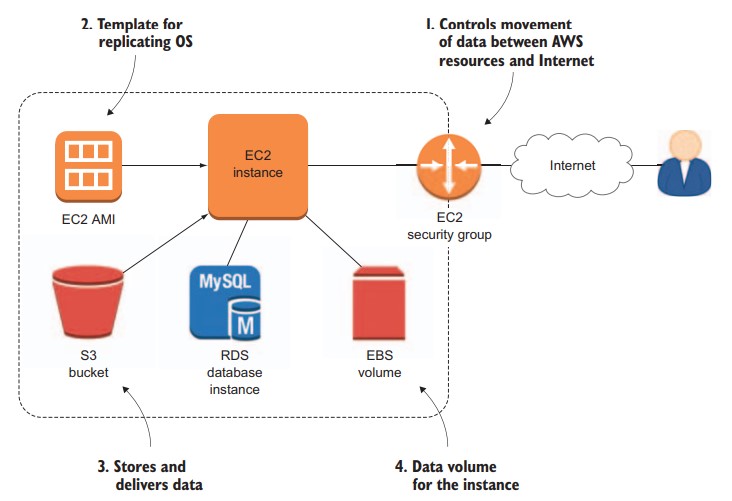 2. Template for
replicating OS
1. Controls movement
of data between AWS
resources and Internet
EC2
instance
Internet
EC2 AMI
EC2
security group
MySQL
M
S3
bucket
RDS
database
instance
EBS
volume
3. Stores and
delivers data
4. Data volume
for the instance